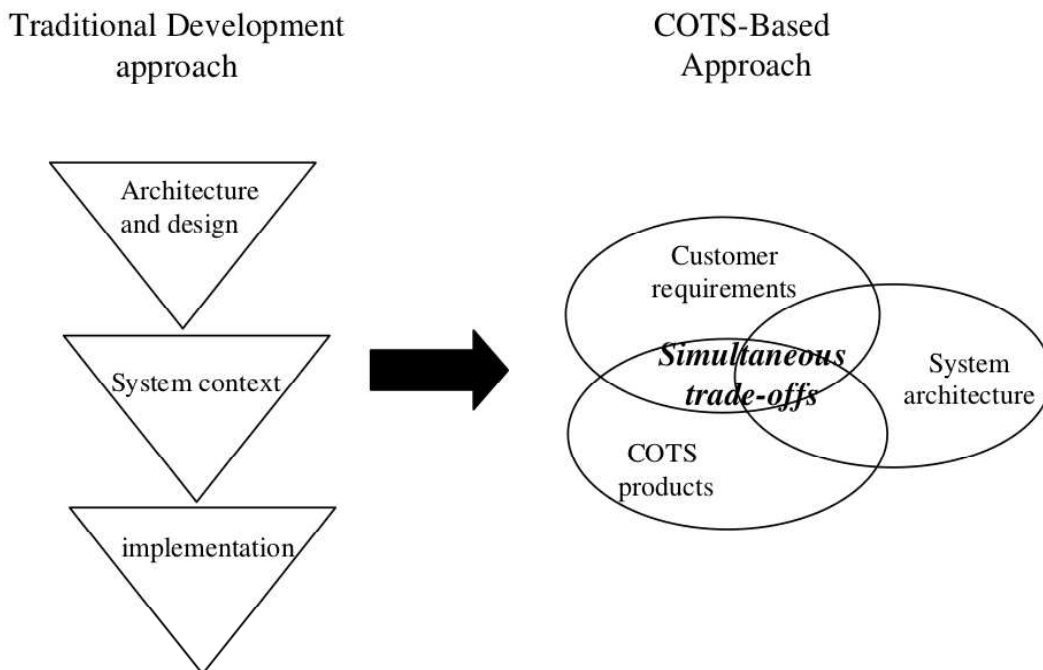 Traditional Development
approach
COTS-Based
Approach
Architecture
and design
System context
implementation
Customer
requirements
Simultaneous
trade-offs
System
architecture
COTS
products